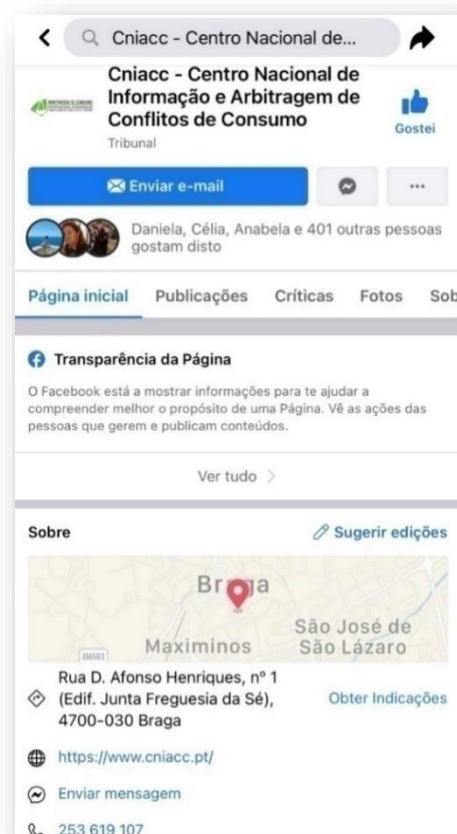 Cniacc - Centro Nacional de...
Cniacc - Centro Nacional de
Informação e Arbitragem de
Conflitos de Consumo
Tribunal
Gostei
Enviar e-mail
Daniela, Célia, Anabela e 401 outras pessoas
gostam disto
Página inicial Publicações Críticas Fotos Sob
Transparência da Página
O Facebook está a mostrar informações para te ajudar a
compreender melhor o propósito de uma Página. Vê as ações das
pessoas que gerem e publicam conteúdos.
Ver tudo
Sobre
Sugerir edições
Braga
Maximinos
São José de
São Lázaro
Rua D. Afonso Henriques, nº 1
(Edif. Junta Freguesia da Sé),
4700-030 Braga
Obter Indicações
https://www.cniacc.pt/
Enviar mensagem
253 619 107